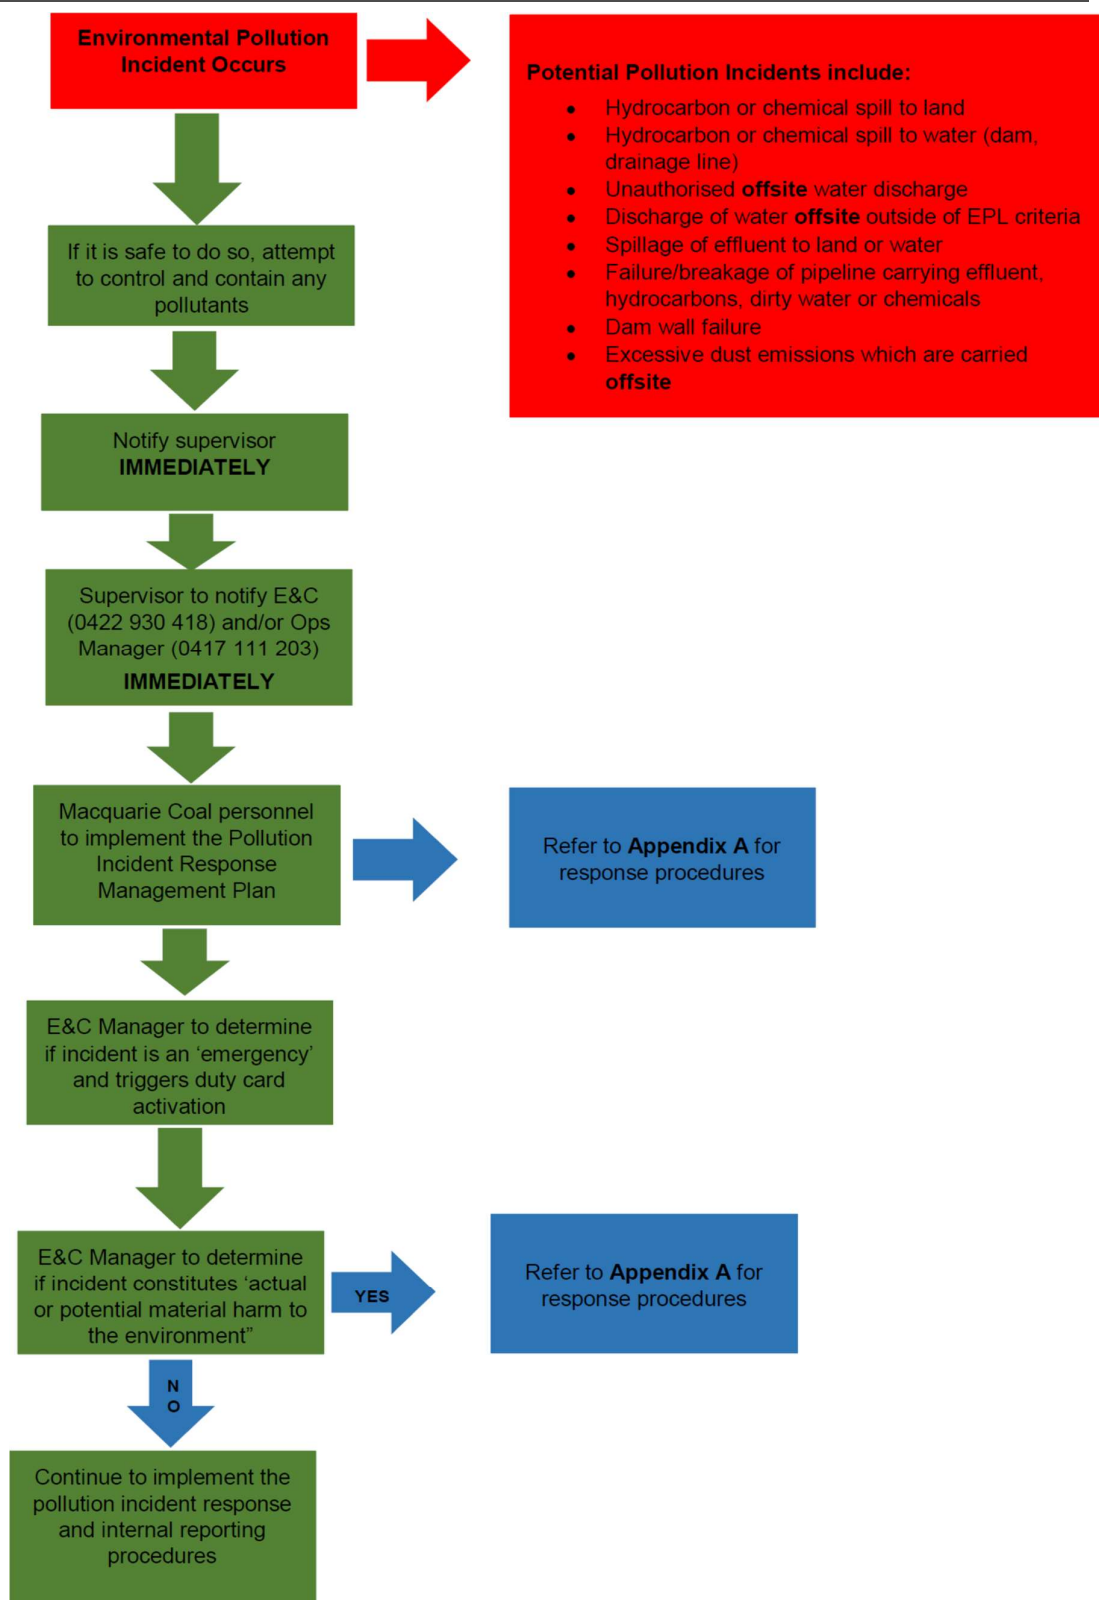 Environmental Pollution
Incident Occurs
Potential Pollution Incidents include:
• Hydrocarbon or chemical spill to land
• Hydrocarbon or chemical spill to water (dam,
drainage line)
• Unauthorised offsite water discharge
• Discharge of water offsite outside of EPL criteria
• Spillage of effluent to land or water
• Failure/breakage of pipeline carrying effluent,
hydrocarbons, dirty water or chemicals
• Dam wall failure
• Excessive dust emissions which are carried
offsite
If it is safe to do so, attempt
to control and contain any
pollutants
Notify supervisor
IMMEDIATELY
Supervisor to notify E&C
(0422 930 418) and/or Ops
Manager (0417 111 203)
IMMEDIATELY
Macquarie Coal personnel
to implement the Pollution
Incident Response
Management Plan
Refer to Appendix A for
response procedures
E&C Manager to determine
if incident is an ‘emergency’
and triggers duty card
activation
E&C Manager to determine
if incident constitutes ‘actual
or potential material harm to
the environment”
YES
Refer to Appendix A for
response procedures
N
O
Continue to implement the
pollution incident response
and internal reporting
procedures